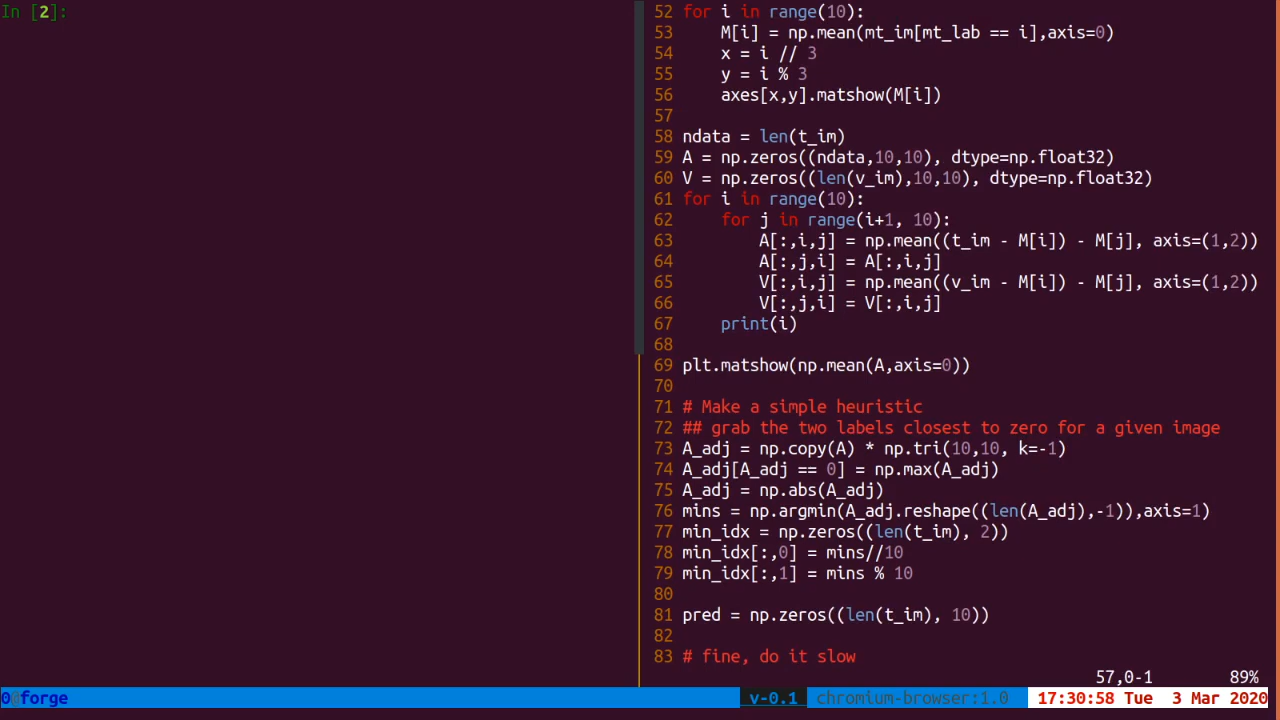 In [2]:
52 for i in range(10):
53     M[i] = np.mean(mt_im[mt_lab == i],axis=0)
54     x = i // 3
55     y = i % 3
56     axes[x,y].matshow(M[i])
57
58 ndata = len(t_im)
59 A = np.zeros((ndata,10,10), dtype=np.float32)
60 V = np.zeros((len(v_im),10,10), dtype=np.float32)
61 for i in range(10):
62     for j in range(i+1, 10):
63         A[:,i,j] = np.mean((t_im - M[i]) - M[j], axis=(1,2))
64         A[:,j,i] = A[:,i,j]
65         V[:,i,j] = np.mean((v_im - M[i]) - M[j], axis=(1,2))
66         V[:,j,i] = V[:,i,j]
67     print(i)
68
69 plt.matshow(np.mean(A,axis=0))
70
71 # Make a simple heuristic
72 ## grab the two labels closest to zero for a given image
73 A_adj = np.copy(A) * np.tri(10,10, k=-1)
74 A_adj[A_adj == 0] = np.max(A_adj)
75 A_adj = np.abs(A_adj)
76 mins = np.argmin(A_adj.reshape((len(A_adj),-1)),axis=1)
77 min_idx = np.zeros((len(t_im), 2))
78 min_idx[:,0] = mins//10
79 min_idx[:,1] = mins % 10
80
81 pred = np.zeros((len(t_im), 10))
82
83 # fine, do it slow
57,0-1 89%
0@forge v-0.1 chromium-browser:1.0 17:30:58 Tue 3 Mar 2020